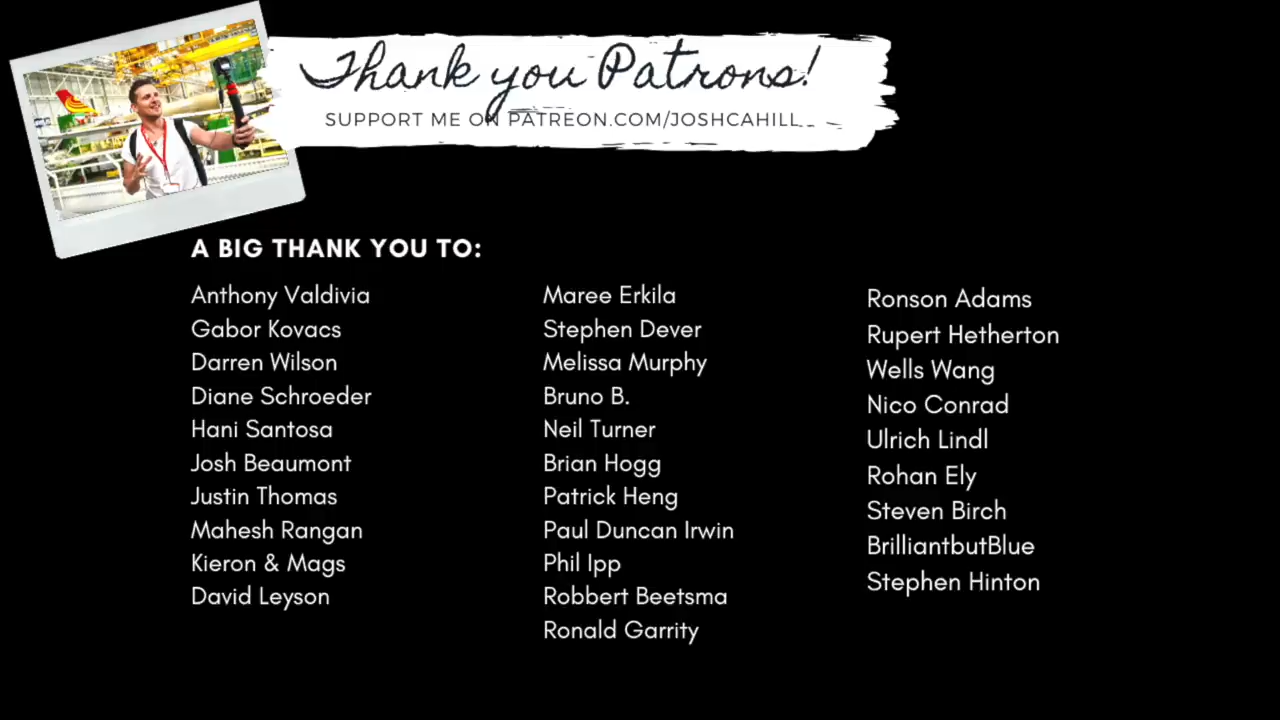 Thank you Patrons!
SUPPORT ME ON PATREON.COM/JOSHCAHILL
A BIG THANK YOU TO:
Anthony Valdivia
Gabor Kovacs
Darren Wilson
Diane Schroeder
Hani Santosa
Josh Beaumont
Justin Thomas
Mahesh Rangan
Kieron & Mags
David Leyson
Maree Erkila
Stephen Dever
Melissa Murphy
Bruno B.
Neil Turner
Brian Hogg
Patrick Heng
Paul Duncan Irwin
Phil Ipp
Robbert Beetsma
Ronald Garrity
Ronson Adams
Rupert Hetherton
Wells Wang
Nico Conrad
Ulrich Lindl
Rohan Ely
Steven Birch
BrilliantbutBlue
Stephen Hinton